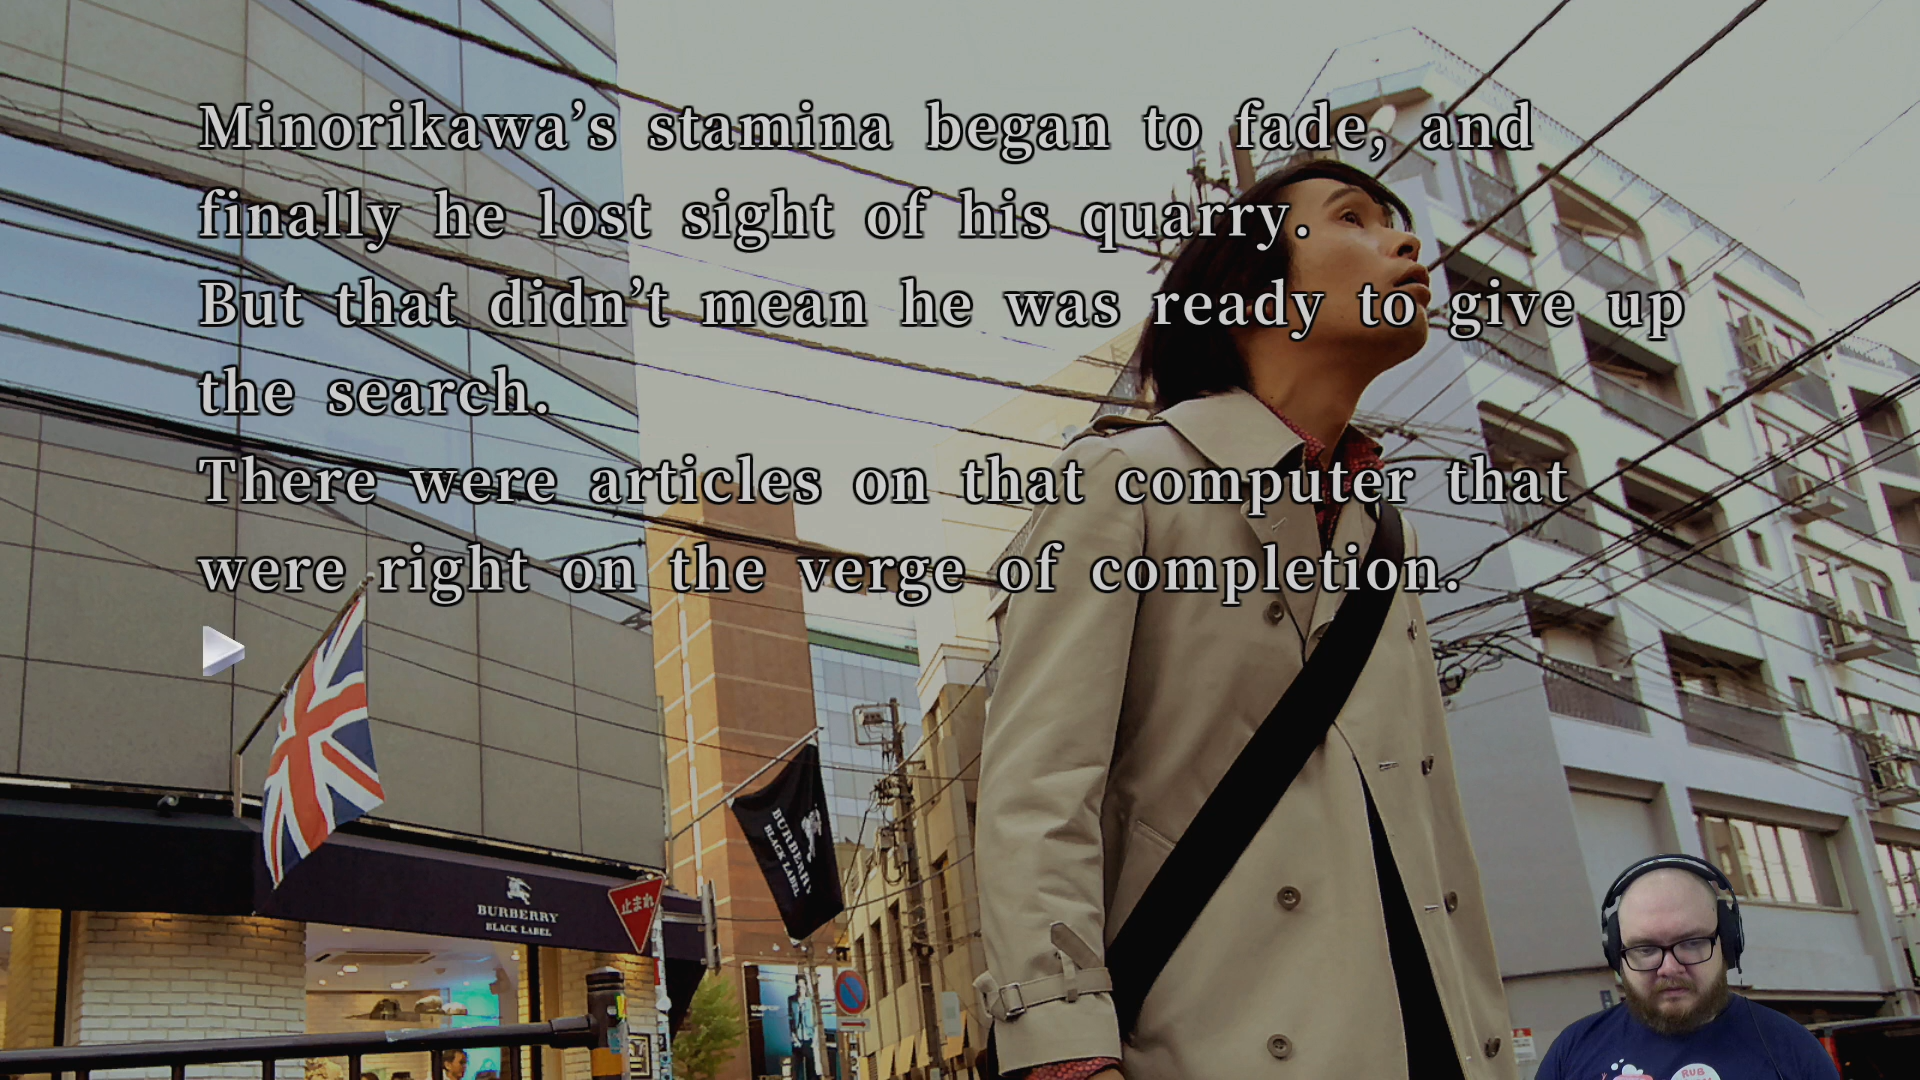 Minorikawa’s stamina began to fade, and
finally he lost sight of his quarry.
But that didn’t mean he was ready to give up
the search.
There were articles on that computer that
were right on the verge of completion.
BURBERRY
BLACK LABEL
BURBERRY
BLACK LABEL
止まれ
RUB